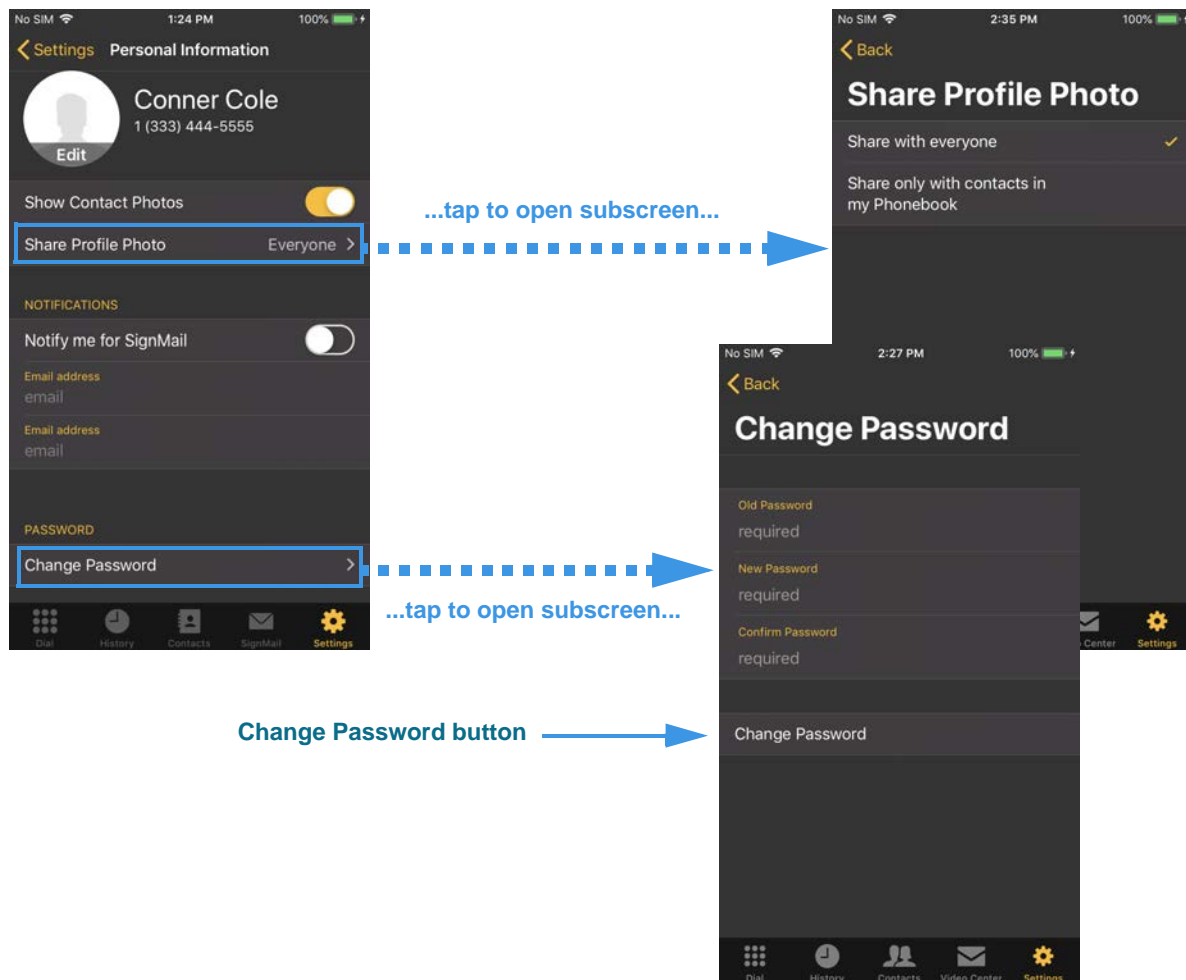 No SIM 1:24 PM 100%
Settings Personal Information
Conner Cole
1 (333) 444-5555
Edit
Show Contact Photos
Share Profile Photo Everyone
NOTIFICATIONS
Notify me for SignMail
Email address
email
Email address
email
PASSWORD
Change Password
Dial History Contacts SignMail Settings
...tap to open subscreen...
No SIM 2:35 PM 100%
Back
Share Profile Photo
Share with everyone
Share only with contacts in
my Phonebook
Center Settings
...tap to open subscreen...
No SIM 2:27 PM 100%
Back
Change Password
Old Password
required
New Password
required
Confirm Password
required
Change Password button
Change Password
Dial History Contacts Video Center Settings